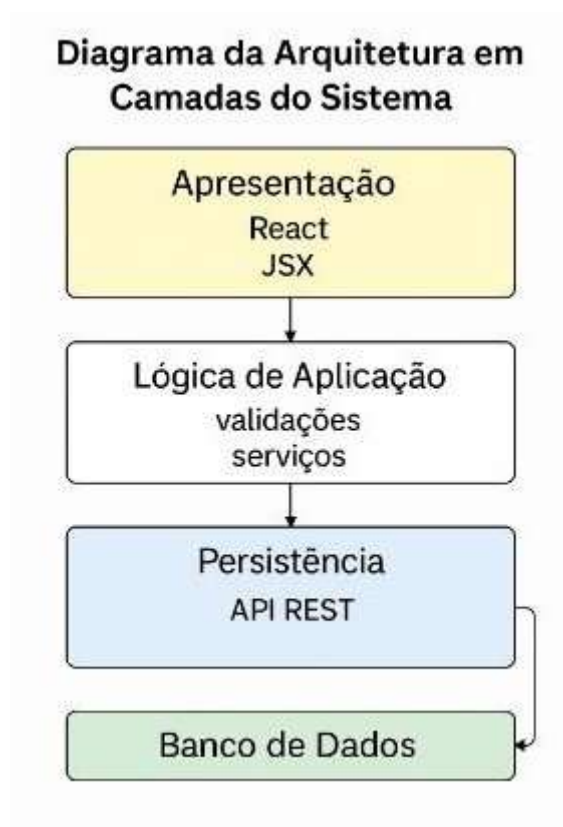 Diagrama da Arquitetura em
Camadas do Sistema
Apresentação
React
JSX
Lógica de Aplicação
validações
serviços
Persistência
API REST
Banco de Dados